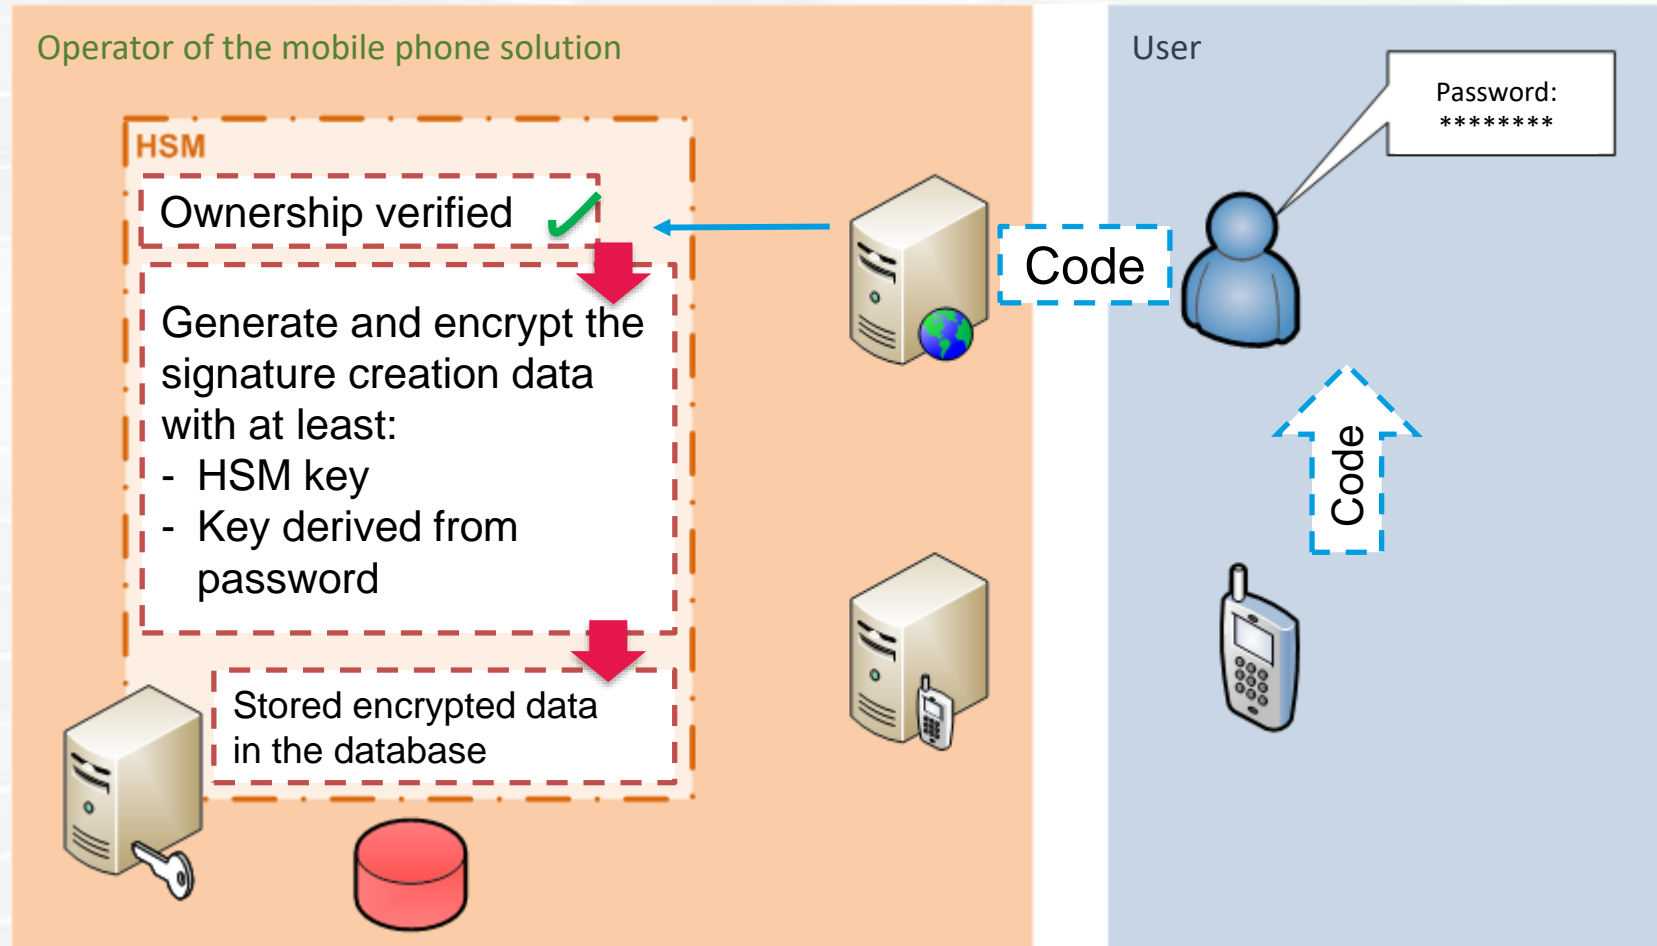 Operator of the mobile phone solution
User
Password:
********
HSM
Ownership verified
Code
Generate and encrypt the
signature creation data
with at least:
- HSM key
- Key derived from
password
Code
Stored encrypted data
in the database